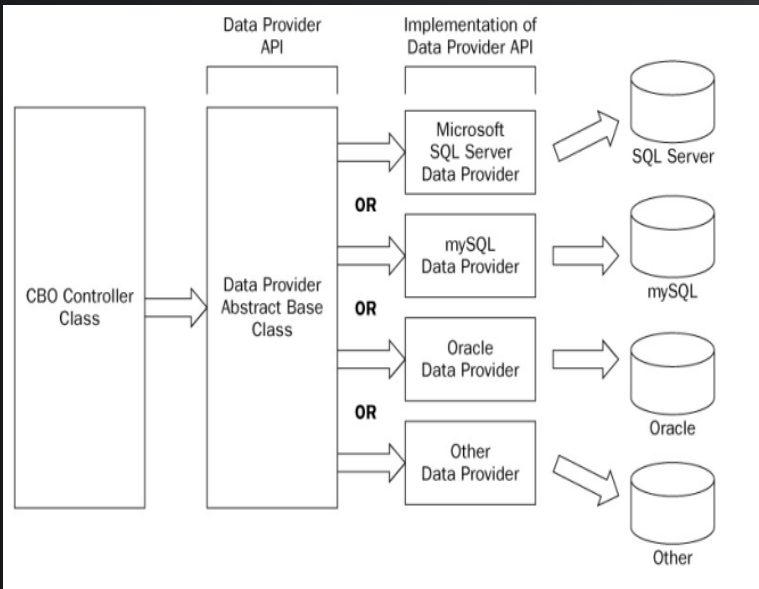 Data Provider
API
Implementation of
Data Provider API
CBO Controller
Class
Data Provider
Abstract Base
Class
Microsoft
SQL Server
Data Provider
OR
mySQL
Data Provider
OR
Oracle
Data Provider
OR
Other
Data Provider
SQL Server
mySQL
Oracle
Other